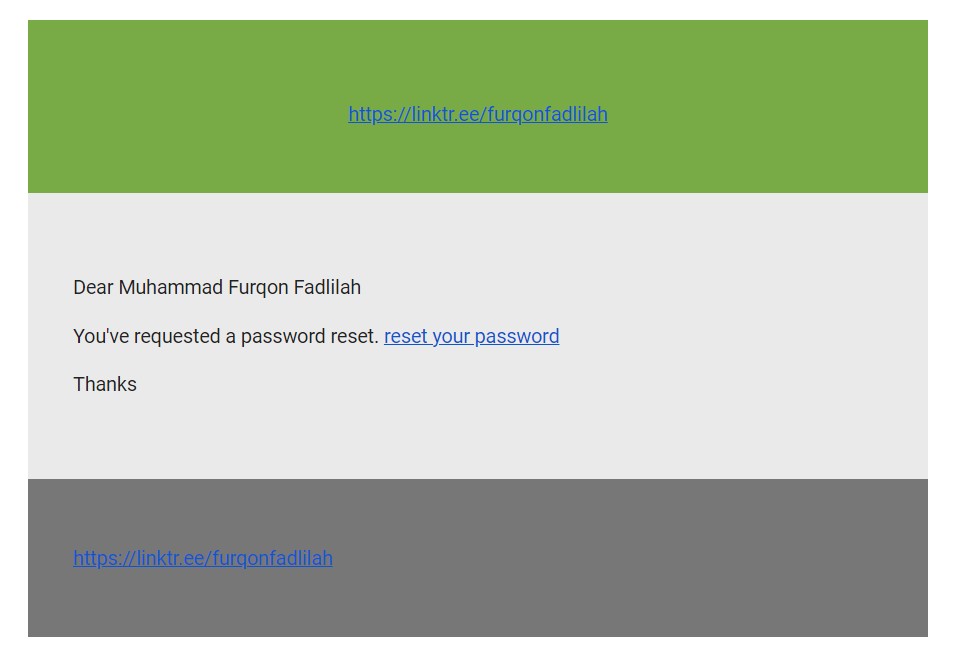 https://linktr.ee/furqonfadlilah
Dear Muhammad Furqon Fadlilah
You've requested a password reset. reset your password
Thanks
https://linktr.ee/furqonfadlilah